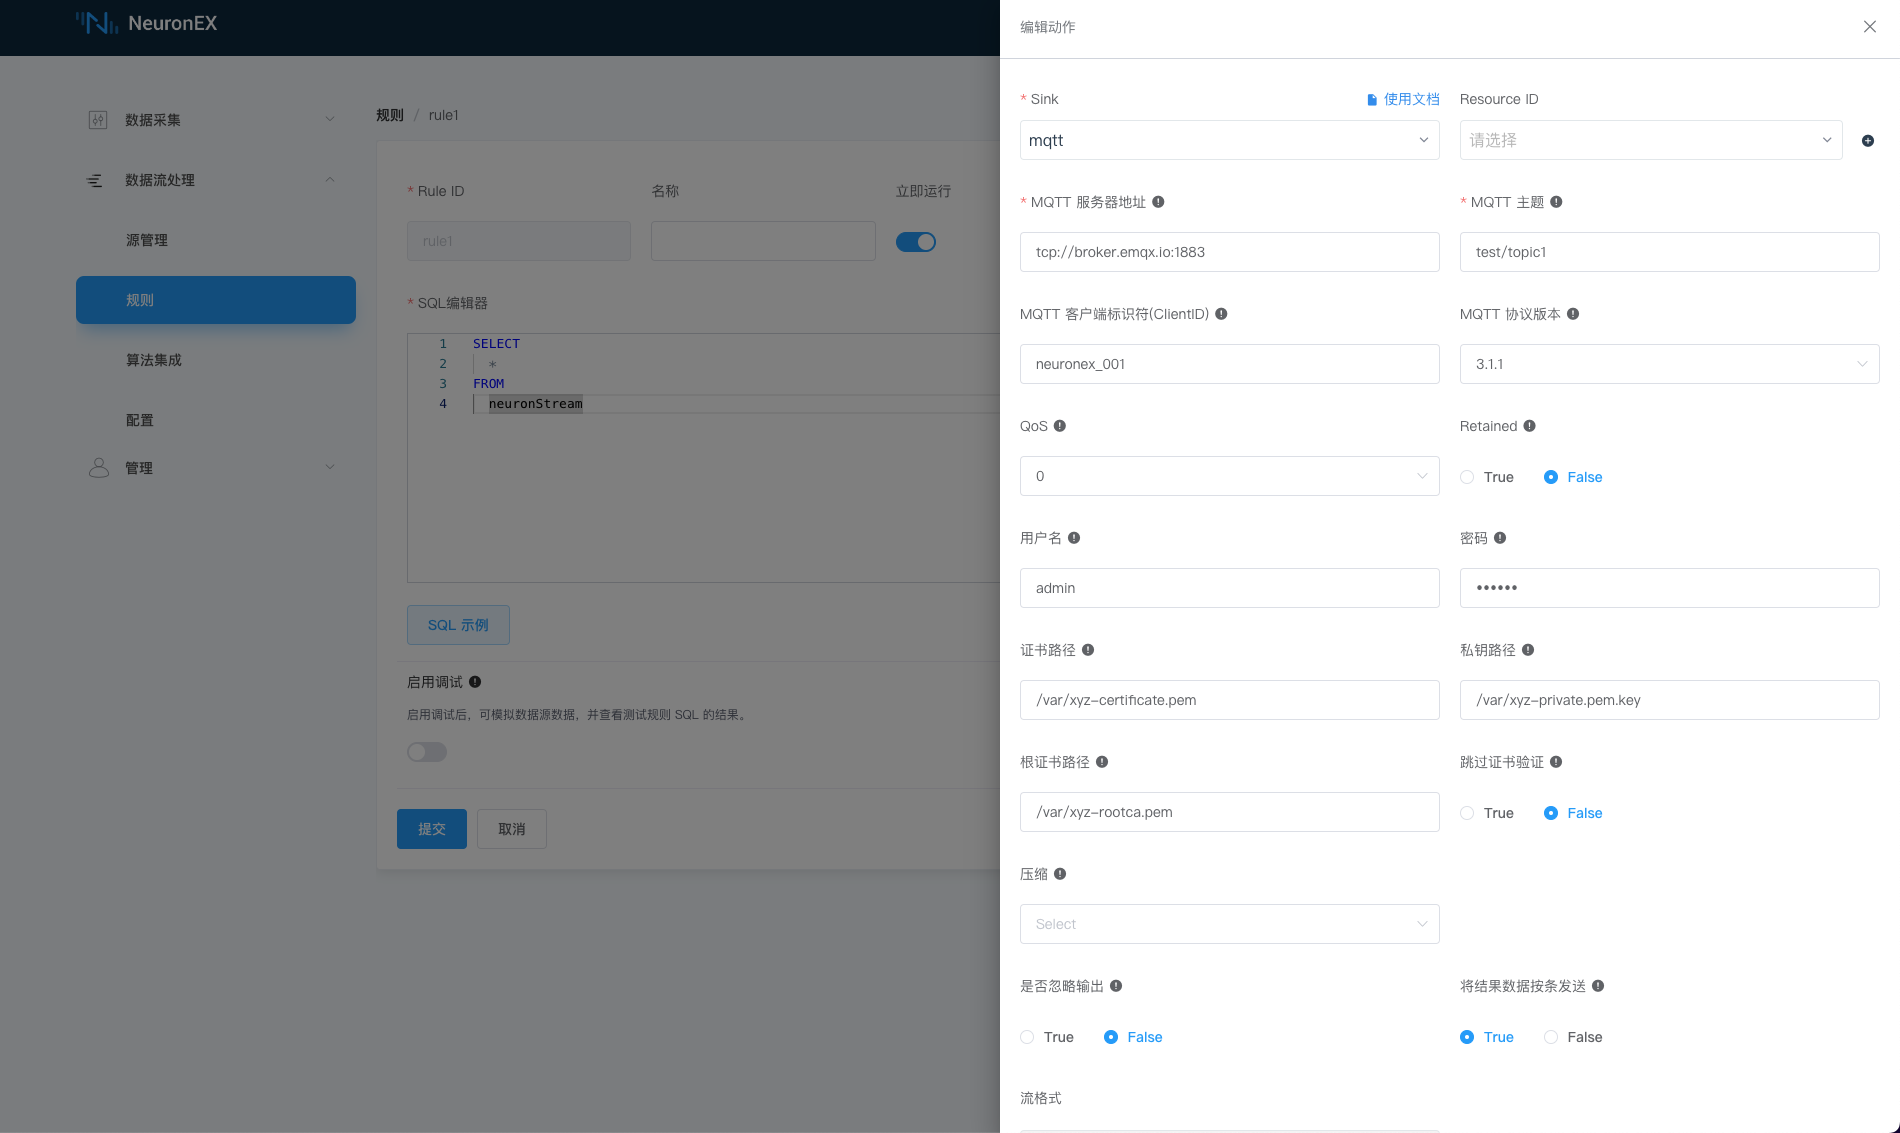 NeuronEX
数据采集
数据流处理
源管理
规则
算法集成
配置
管理
规则 / rule1
* Rule ID
名称
立即运行
rule1
* SQL编辑器
1 SELECT
2 *
3 FROM
4 neuronStream
SQL 示例
启用调试
启用调试后，可模拟数据源数据，并查看测试规则 SQL 的结果。
提交
取消
编辑动作
* Sink
使用文档
Resource ID
mqtt
请选择
* MQTT 服务器地址
* MQTT 主题
tcp://broker.emqx.io:1883
test/topic1
MQTT 客户端标识符(ClientID)
MQTT 协议版本
neuronex_001
3.1.1
QoS
Retained
0
True
False
用户名
密码
admin
••••••
证书路径
私钥路径
/var/xyz-certificate.pem
/var/xyz-private.pem.key
根证书路径
跳过证书验证
/var/xyz-rootca.pem
True
False
压缩
Select
是否忽略输出
将结果数据按条发送
True
False
True
False
流格式